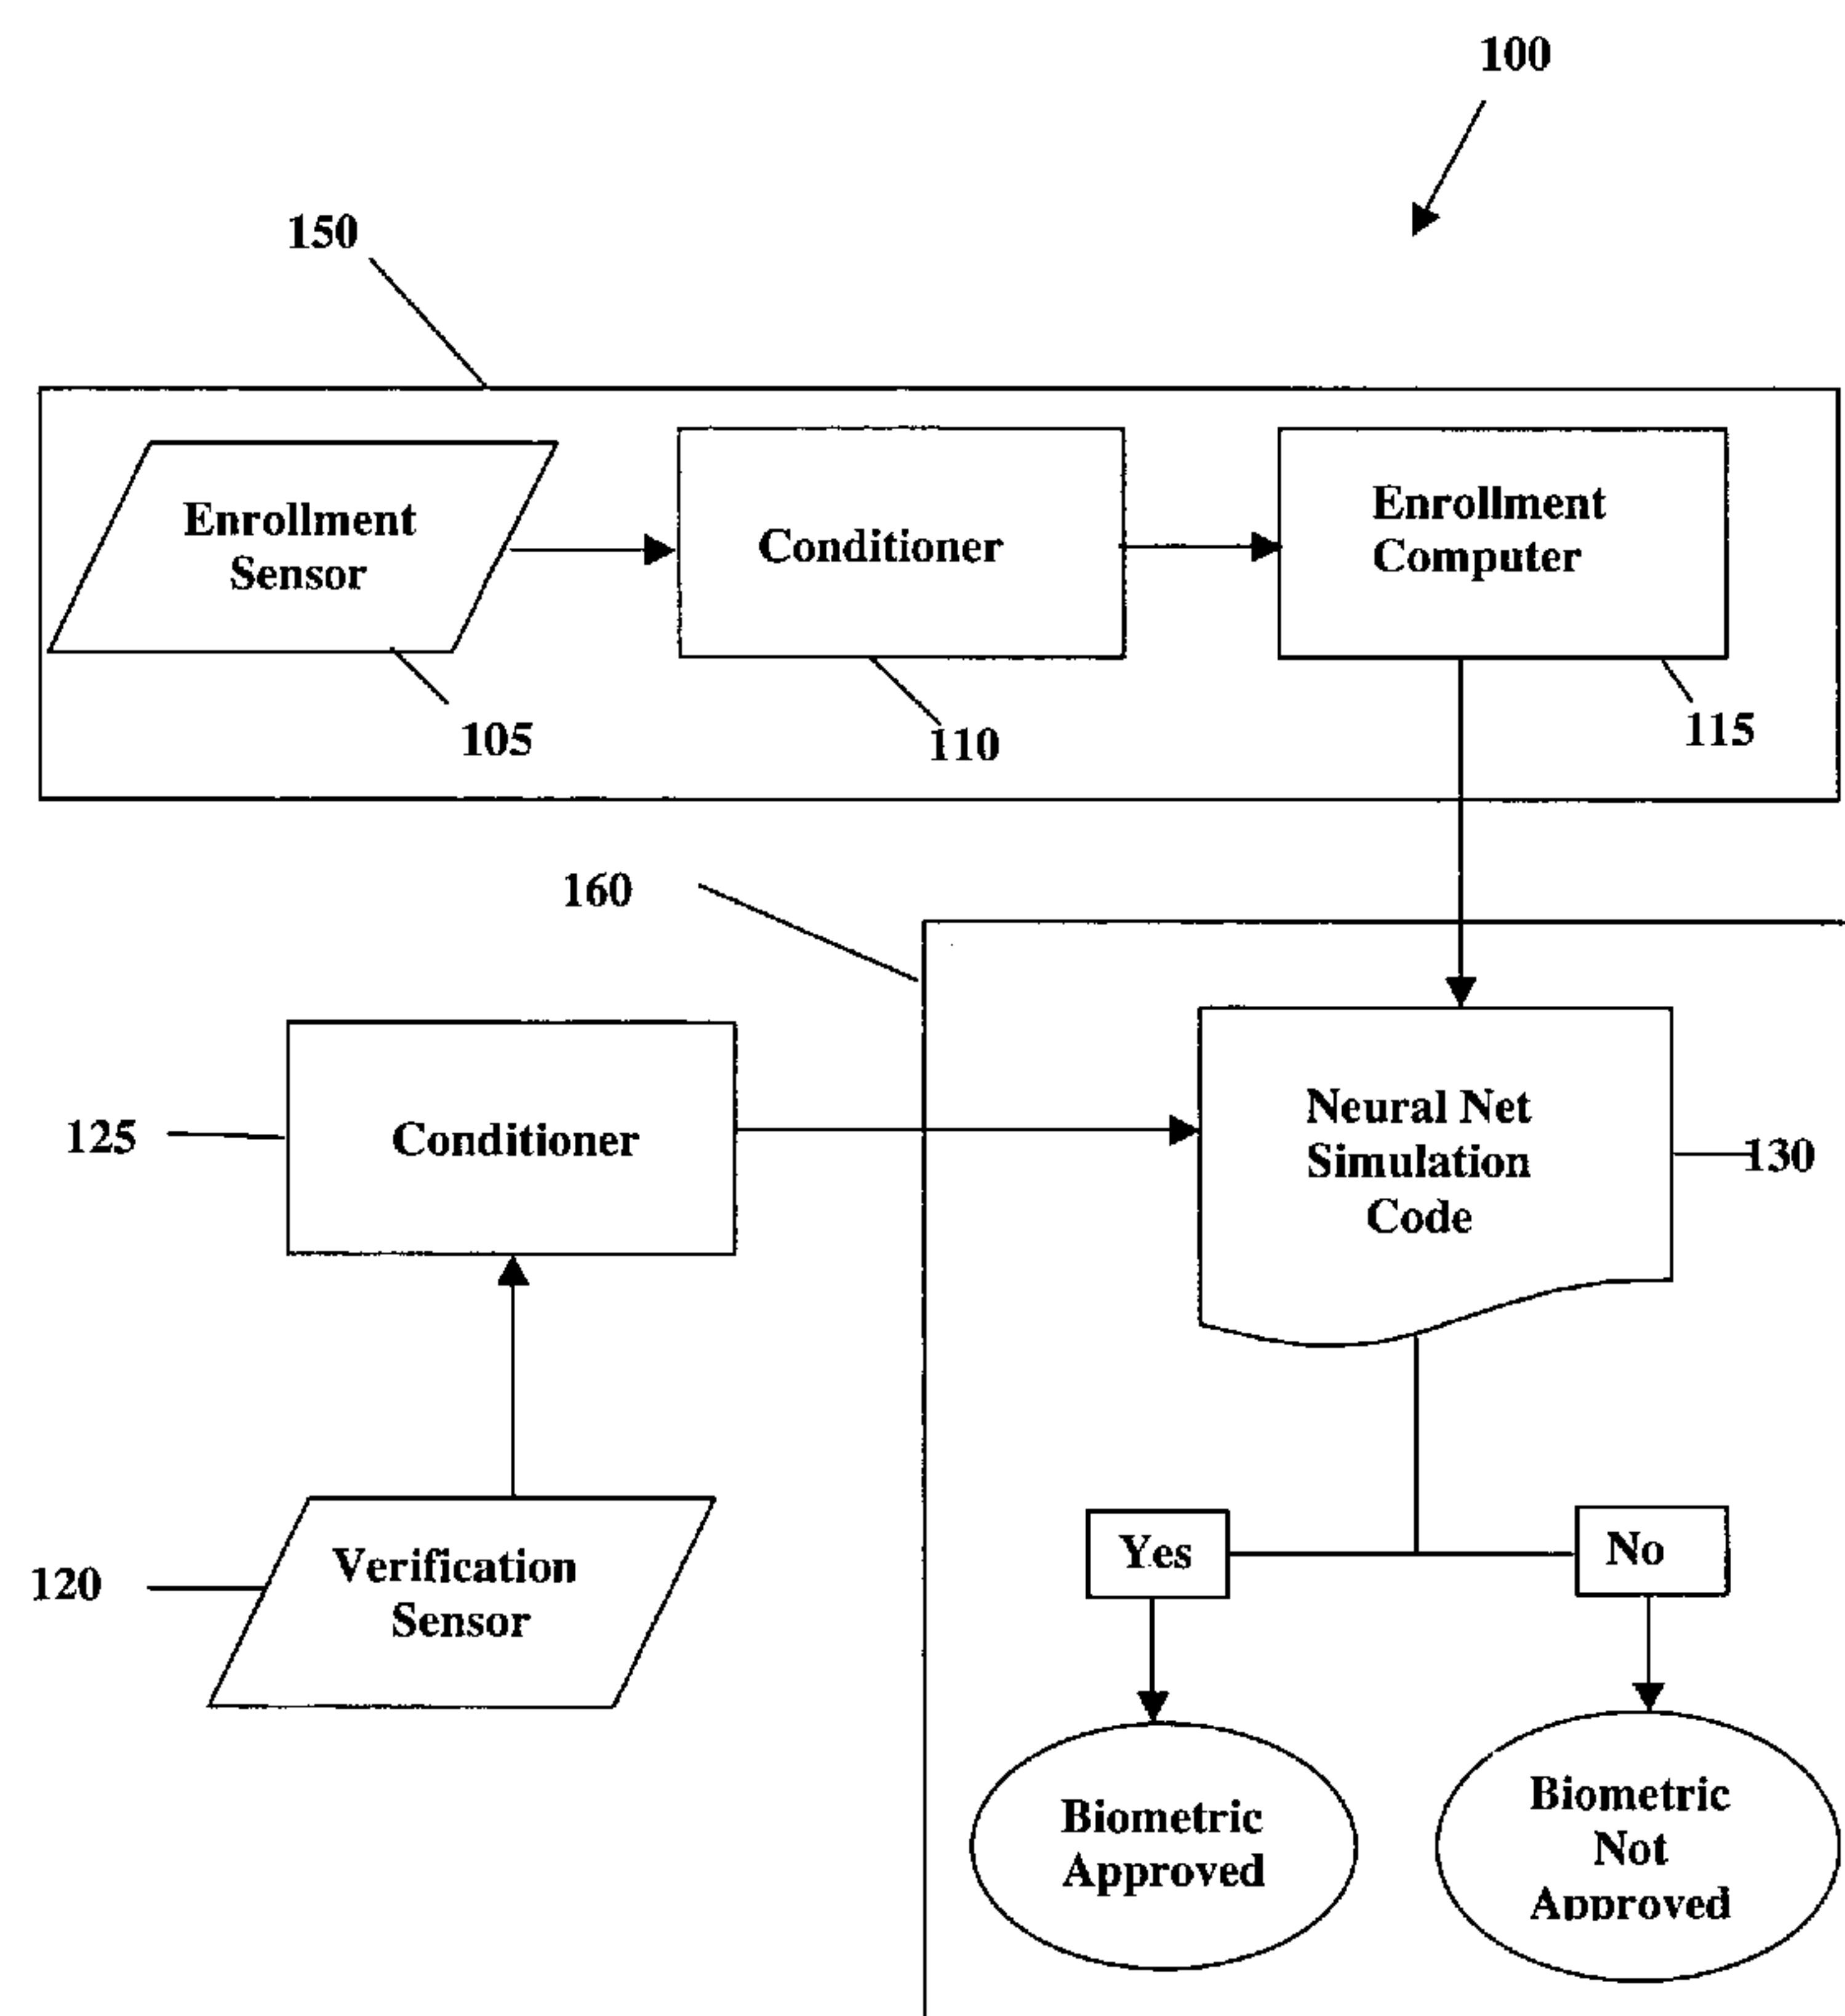 100
150
Enrollment
Sensor
Conditioner
Enrollment
Computer
105
110
115
160
125
Conditioner
Neural Net
Simulation
Code
130
120
Verification
Sensor
Yes
No
Biometric
Approved
Biometric
Not
Approved